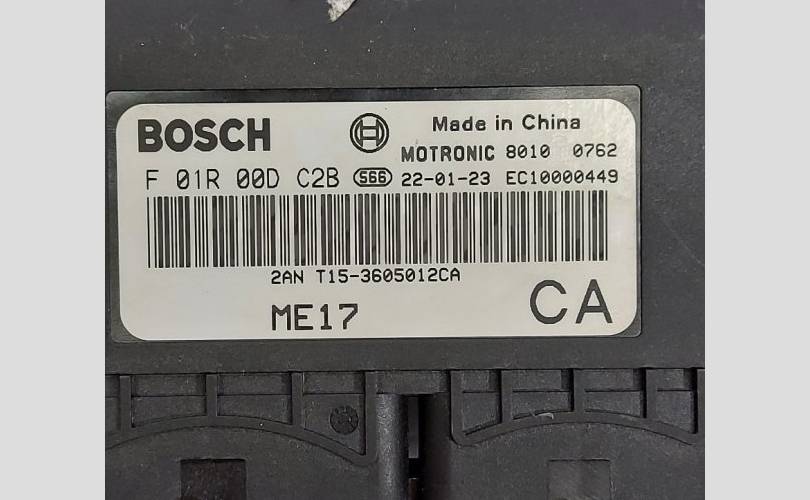 BOSCH
Made in China
MOTRONIC 8010 0762
F 01R 00D C2B 566 22-01-23 EC10000449
2AN T15-3605012CA
ME17
CA